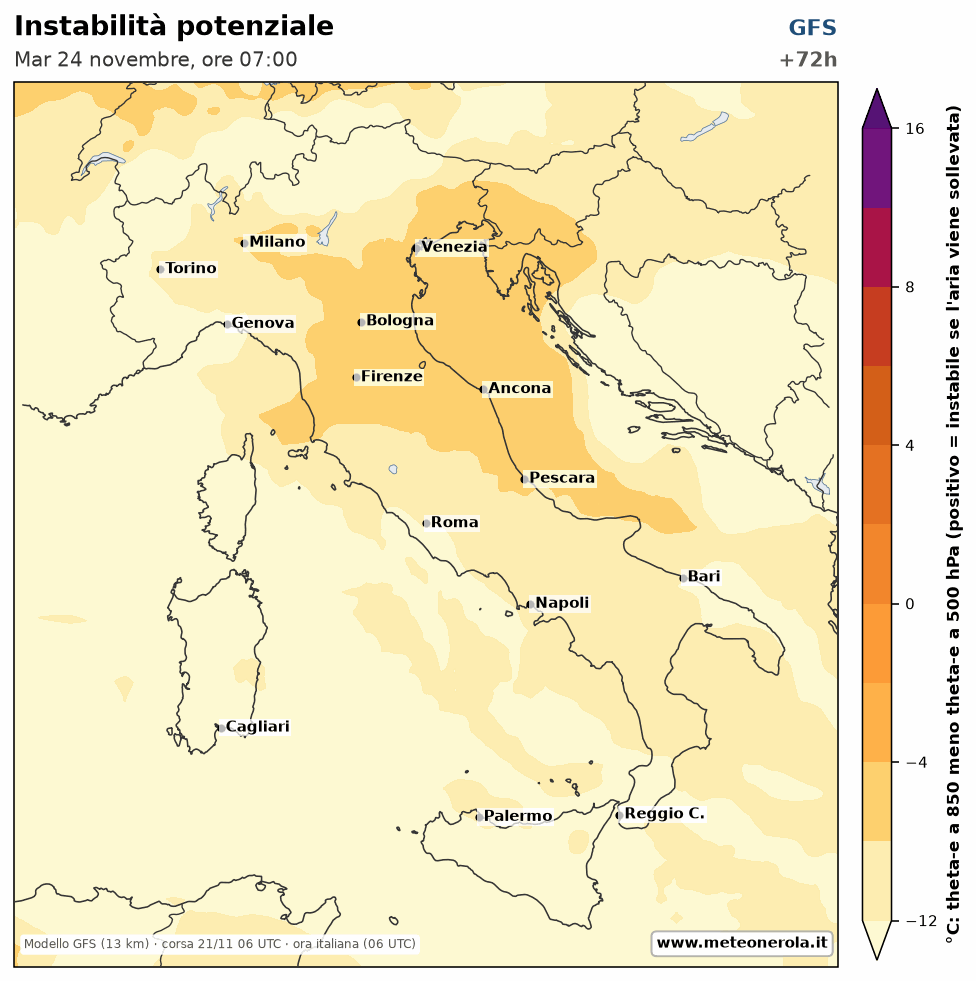 Instabilità potenziale
GFS
Mar 24 novembre, ore 07:00
+72h
Milano
Venezia
Torino
Genova
Bologna
Firenze
Ancona
Pescara
Roma
Bari
Napoli
Cagliari
Palermo
Reggio C.
16
8
4
0
−4
−12
°C: theta-e a 850 meno theta-e a 500 hPa (positivo = instabile se l'aria viene sollevata)
Modello GFS (13 km) · corsa 21/11 06 UTC · ora italiana (06 UTC)
www.meteonerola.it